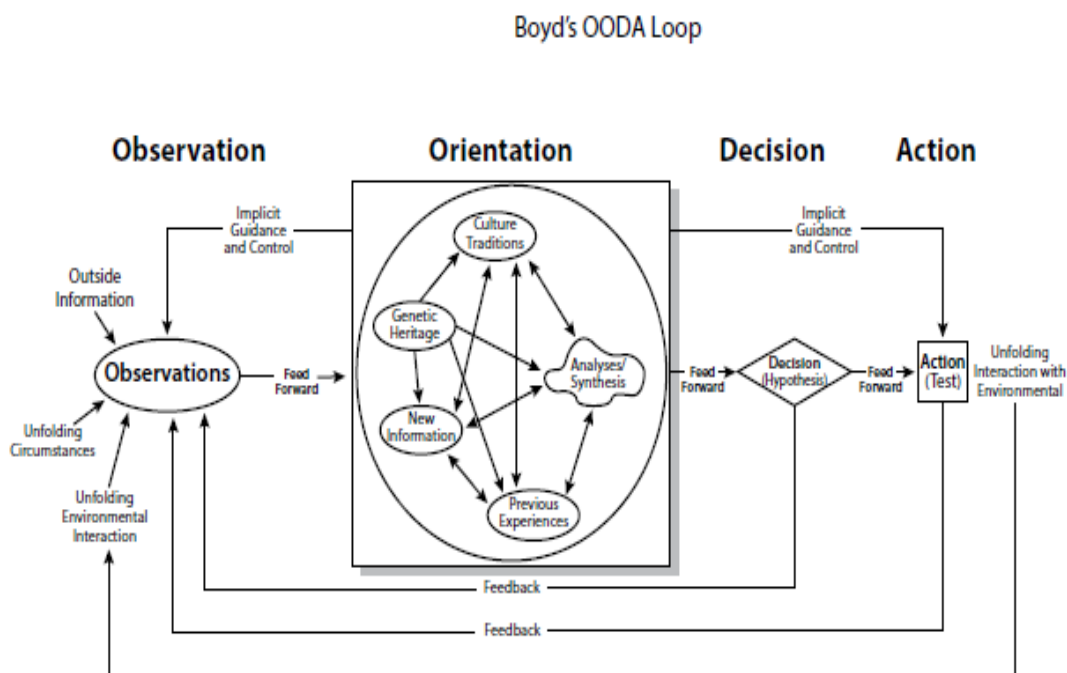 Boyd's OODA Loop
Observation
Orientation
Decision
Action
Implicit
Guidance
and Control
Culture
Traditions
Implicit
Guidance
and Control
Outside
Information
Genetic
Heritage
Observations
Feed
Forward
Analyses/
Synthesis
Feed
Forward
Decision
(Hypothesis)
Feed
Forward
Action
(Test)
Unfolding
Interaction with
Environmental
New
Information
Unfolding
Circumstances
Unfolding
Environmental
Interaction
Previous
Experiences
Feedback
Feedback